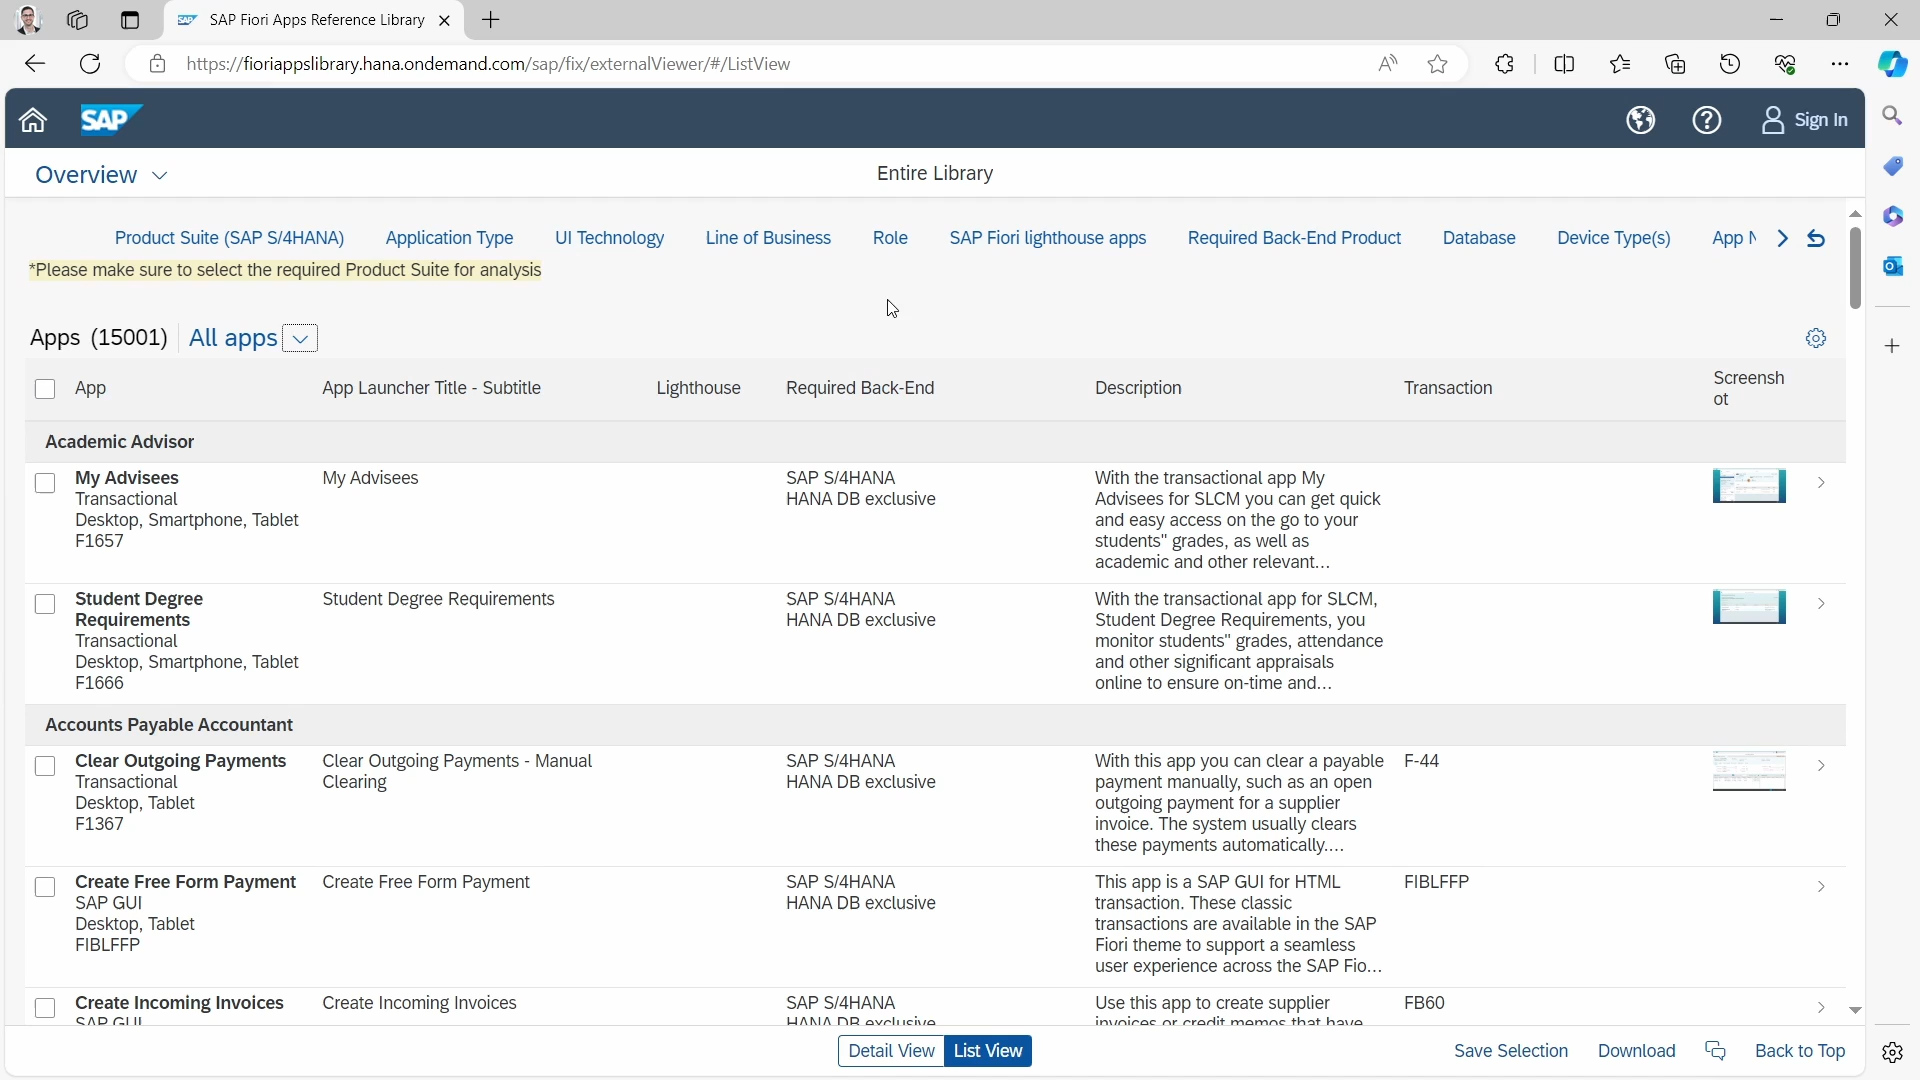 SAP SAP Fiori Apps Reference Library
https://fioriappslibrary.hana.ondemand.com/sap/fix/externalViewer/#/ListView
SAP Sign In
Overview Entire Library
Product Suite (SAP S/4HANA) Application Type UI Technology Line of Business Role SAP Fiori lighthouse apps Required Back-End Product Database Device Type(s) App N
*Please make sure to select the required Product Suite for analysis
Apps (15001) All apps
App App Launcher Title - Subtitle Lighthouse Required Back-End Description Transaction Screensh
ot
Academic Advisor
My Advisees My Advisees SAP S/4HANA With the transactional app My
Transactional HANA DB exclusive Advisees for SLCM you can get quick
Desktop, Smartphone, Tablet and easy access on the go to your
F1657 students" grades, as well as
academic and other relevant...
Student Degree Student Degree Requirements SAP S/4HANA With the transactional app for SLCM,
Requirements HANA DB exclusive Student Degree Requirements, you
Transactional monitor students" grades, attendance
Desktop, Smartphone, Tablet and other significant appraisals
F1666 online to ensure on-time and...
Accounts Payable Accountant
Clear Outgoing Payments Clear Outgoing Payments - Manual SAP S/4HANA With this app you can clear a payable F-44
Transactional Clearing HANA DB exclusive payment manually, such as an open
Desktop, Tablet outgoing payment for a supplier
F1367 invoice. The system usually clears
these payments automatically....
Create Free Form Payment Create Free Form Payment SAP S/4HANA This app is a SAP GUI for HTML FIBLFFP
SAP GUI HANA DB exclusive transaction. These classic
Desktop, Tablet transactions are available in the SAP
FIBLFFP Fiori theme to support a seamless
user experience across the SAP Fio...
Create Incoming Invoices Create Incoming Invoices SAP S/4HANA Use this app to create supplier FB60
SAP GUI HANA DB exclusive invoices or credit memos that have
Detail View List View Save Selection Download Back to Top